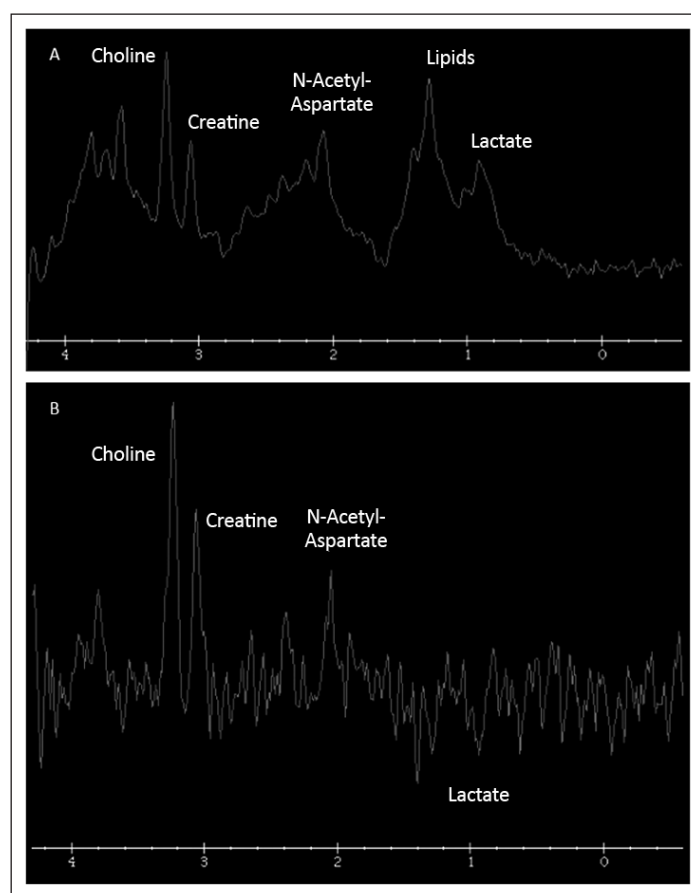 A
Choline
Lipids
N-Acetyl-
Aspartate
Creatine
Lactate
4 3 2 1 0
B
Choline
Creatine
N-Acetyl-
Aspartate
Lactate
4 3 2 1 0